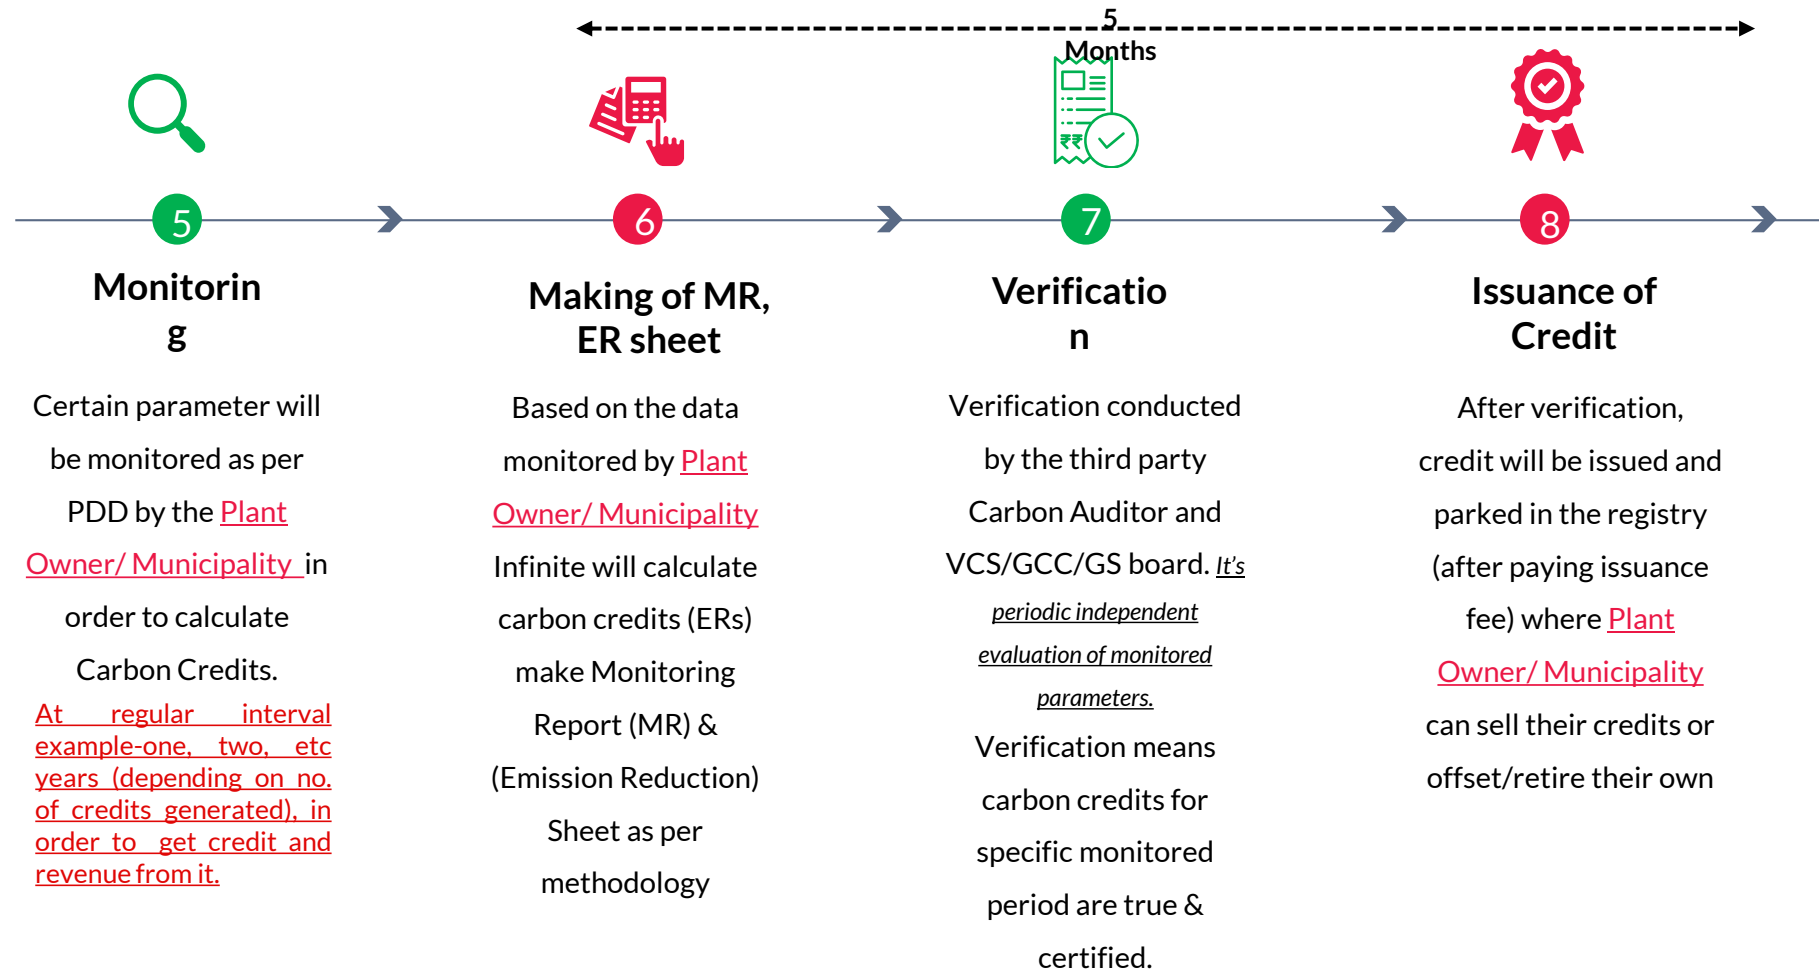 5
Months
₹₹
5
6
7
8
Monitorin
g
Certain parameter will
be monitored as per
PDD by the Plant
Owner/ Municipality in
order to calculate
Carbon Credits.
At regular interval
example-one, two, etc
years (depending on no.
of credits generated), in
order to get credit and
revenue from it.
Making of MR,
ER sheet
Based on the data
monitored by Plant
Owner/ Municipality
Infinite will calculate
carbon credits (ERs)
make Monitoring
Report (MR) &
(Emission Reduction)
Sheet as per
methodology
Verificatio
n
Verification conducted
by the third party
Carbon Auditor and
VCS/GCC/GS board. It’s
periodic independent
evaluation of monitored
parameters.
Verification means
carbon credits for
specific monitored
period are true &
certified.
Issuance of
Credit
After verification,
credit will be issued and
parked in the registry
(after paying issuance
fee) where Plant
Owner/ Municipality
can sell their credits or
offset/retire their own